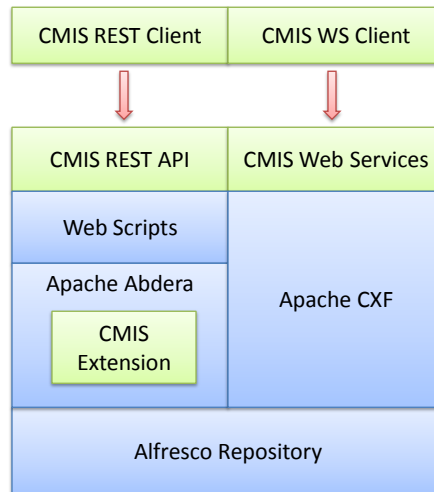 CMIS REST Client
CMIS WS Client
CMIS REST API
CMIS Web Services
Web Scripts
Apache Abdera
CMIS
Extension
Apache CXF
Alfresco Repository